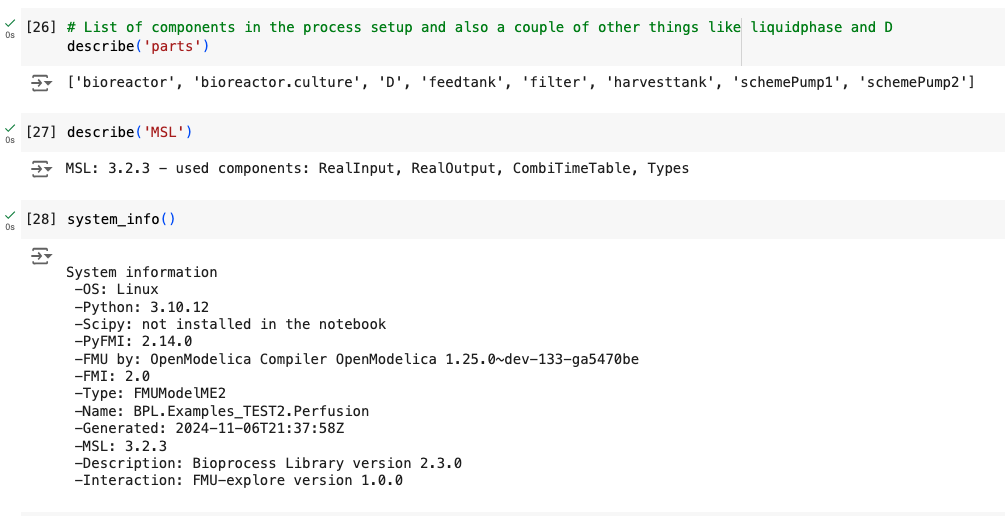 0s
[26] # List of components in the process setup and also a couple of other things like liquidphase and D
describe('parts')
['bioreactor', 'bioreactor.culture', 'D', 'feedtank', 'filter', 'harvesttank', 'schemePump1', 'schemePump2']
0s
[27] describe('MSL')
MSL: 3.2.3 - used components: RealInput, RealOutput, CombiTimeTable, Types
0s
[28] system_info()
System information
-OS: Linux
-Python: 3.10.12
-Scipy: not installed in the notebook
-PyFMI: 2.14.0
-FMU by: OpenModelica Compiler OpenModelica 1.25.0~dev-133-ga5470be
-FMI: 2.0
-Type: FMUModelME2
-Name: BPL.Examples_TEST2.Perfusion
-Generated: 2024-11-06T21:37:58Z
-MSL: 3.2.3
-Description: Bioprocess Library version 2.3.0
-Interaction: FMU-explore version 1.0.0